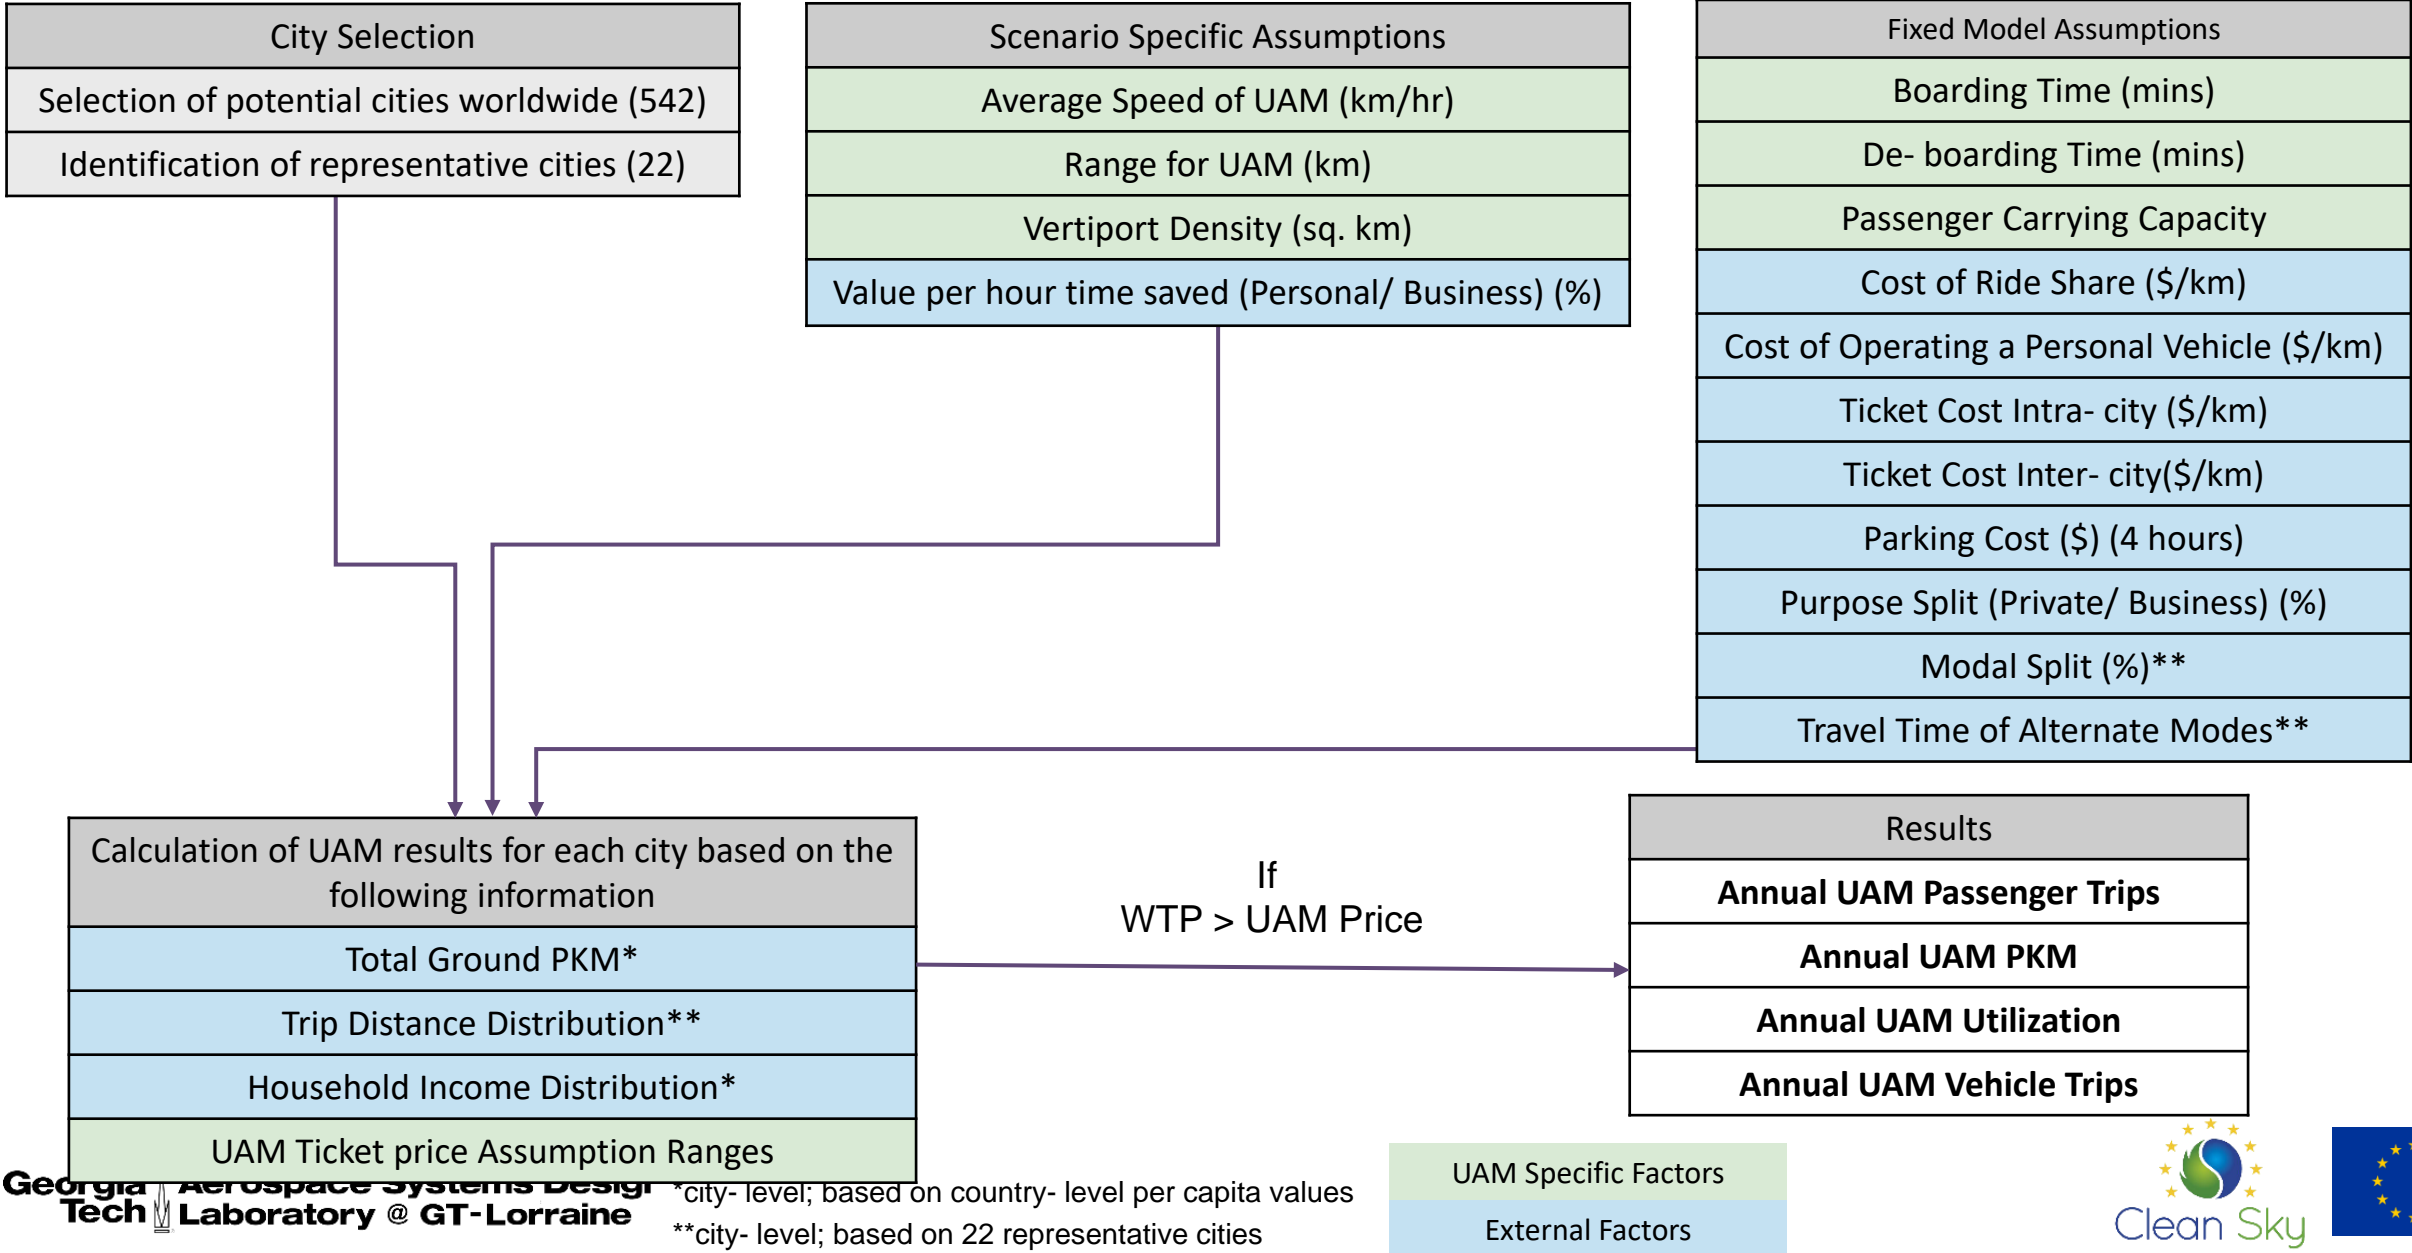 City Selection
Selection of potential cities worldwide (542)
Identification of representative cities (22)
Scenario Specific Assumptions
Average Speed of UAM (km/hr)
Range for UAM (km)
Vertiport Density (sq. km)
Value per hour time saved (Personal/ Business) (%)
Fixed Model Assumptions
Boarding Time (mins)
De- boarding Time (mins)
Passenger Carrying Capacity
Cost of Ride Share ($/km)
Cost of Operating a Personal Vehicle ($/km)
Ticket Cost Intra- city ($/km)
Ticket Cost Inter- city($/km)
Parking Cost ($) (4 hours)
Purpose Split (Private/ Business) (%)
Modal Split (%)**
Travel Time of Alternate Modes**
Calculation of UAM results for each city based on the
following information
Total Ground PKM*
Trip Distance Distribution**
Household Income Distribution*
UAM Ticket price Assumption Ranges
If
WTP > UAM Price
Results
Annual UAM Passenger Trips
Annual UAM PKM
Annual UAM Utilization
Annual UAM Vehicle Trips
Georgia
Tech
Aerospace Systems Desig
Laboratory @ GT-Lorraine
*city- level; based on country- level per capita values
**city- level; based on 22 representative cities
UAM Specific Factors
External Factors
Clean Sky